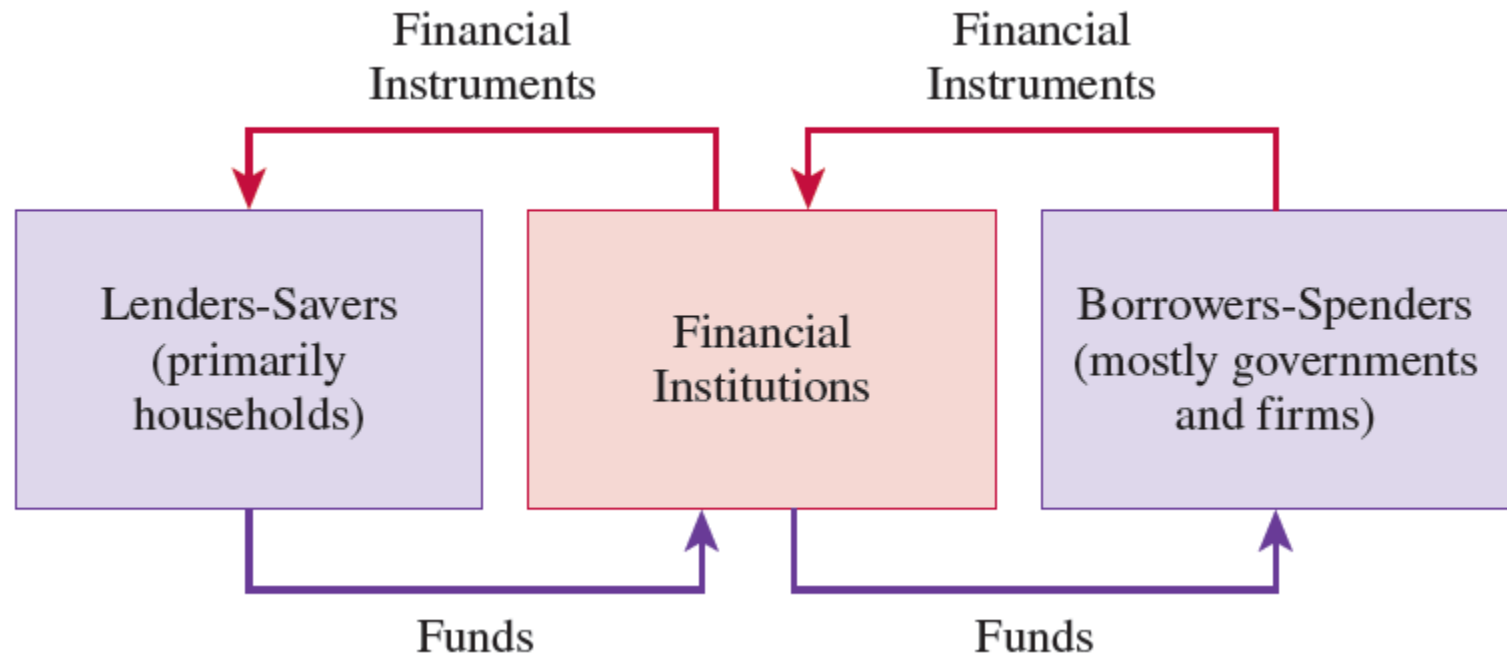 Financial
Instruments
Financial
Instruments
Lenders-Savers
(primarily
households)
Financial
Institutions
Borrowers-Spenders
(mostly governments
and firms)
Funds
Funds